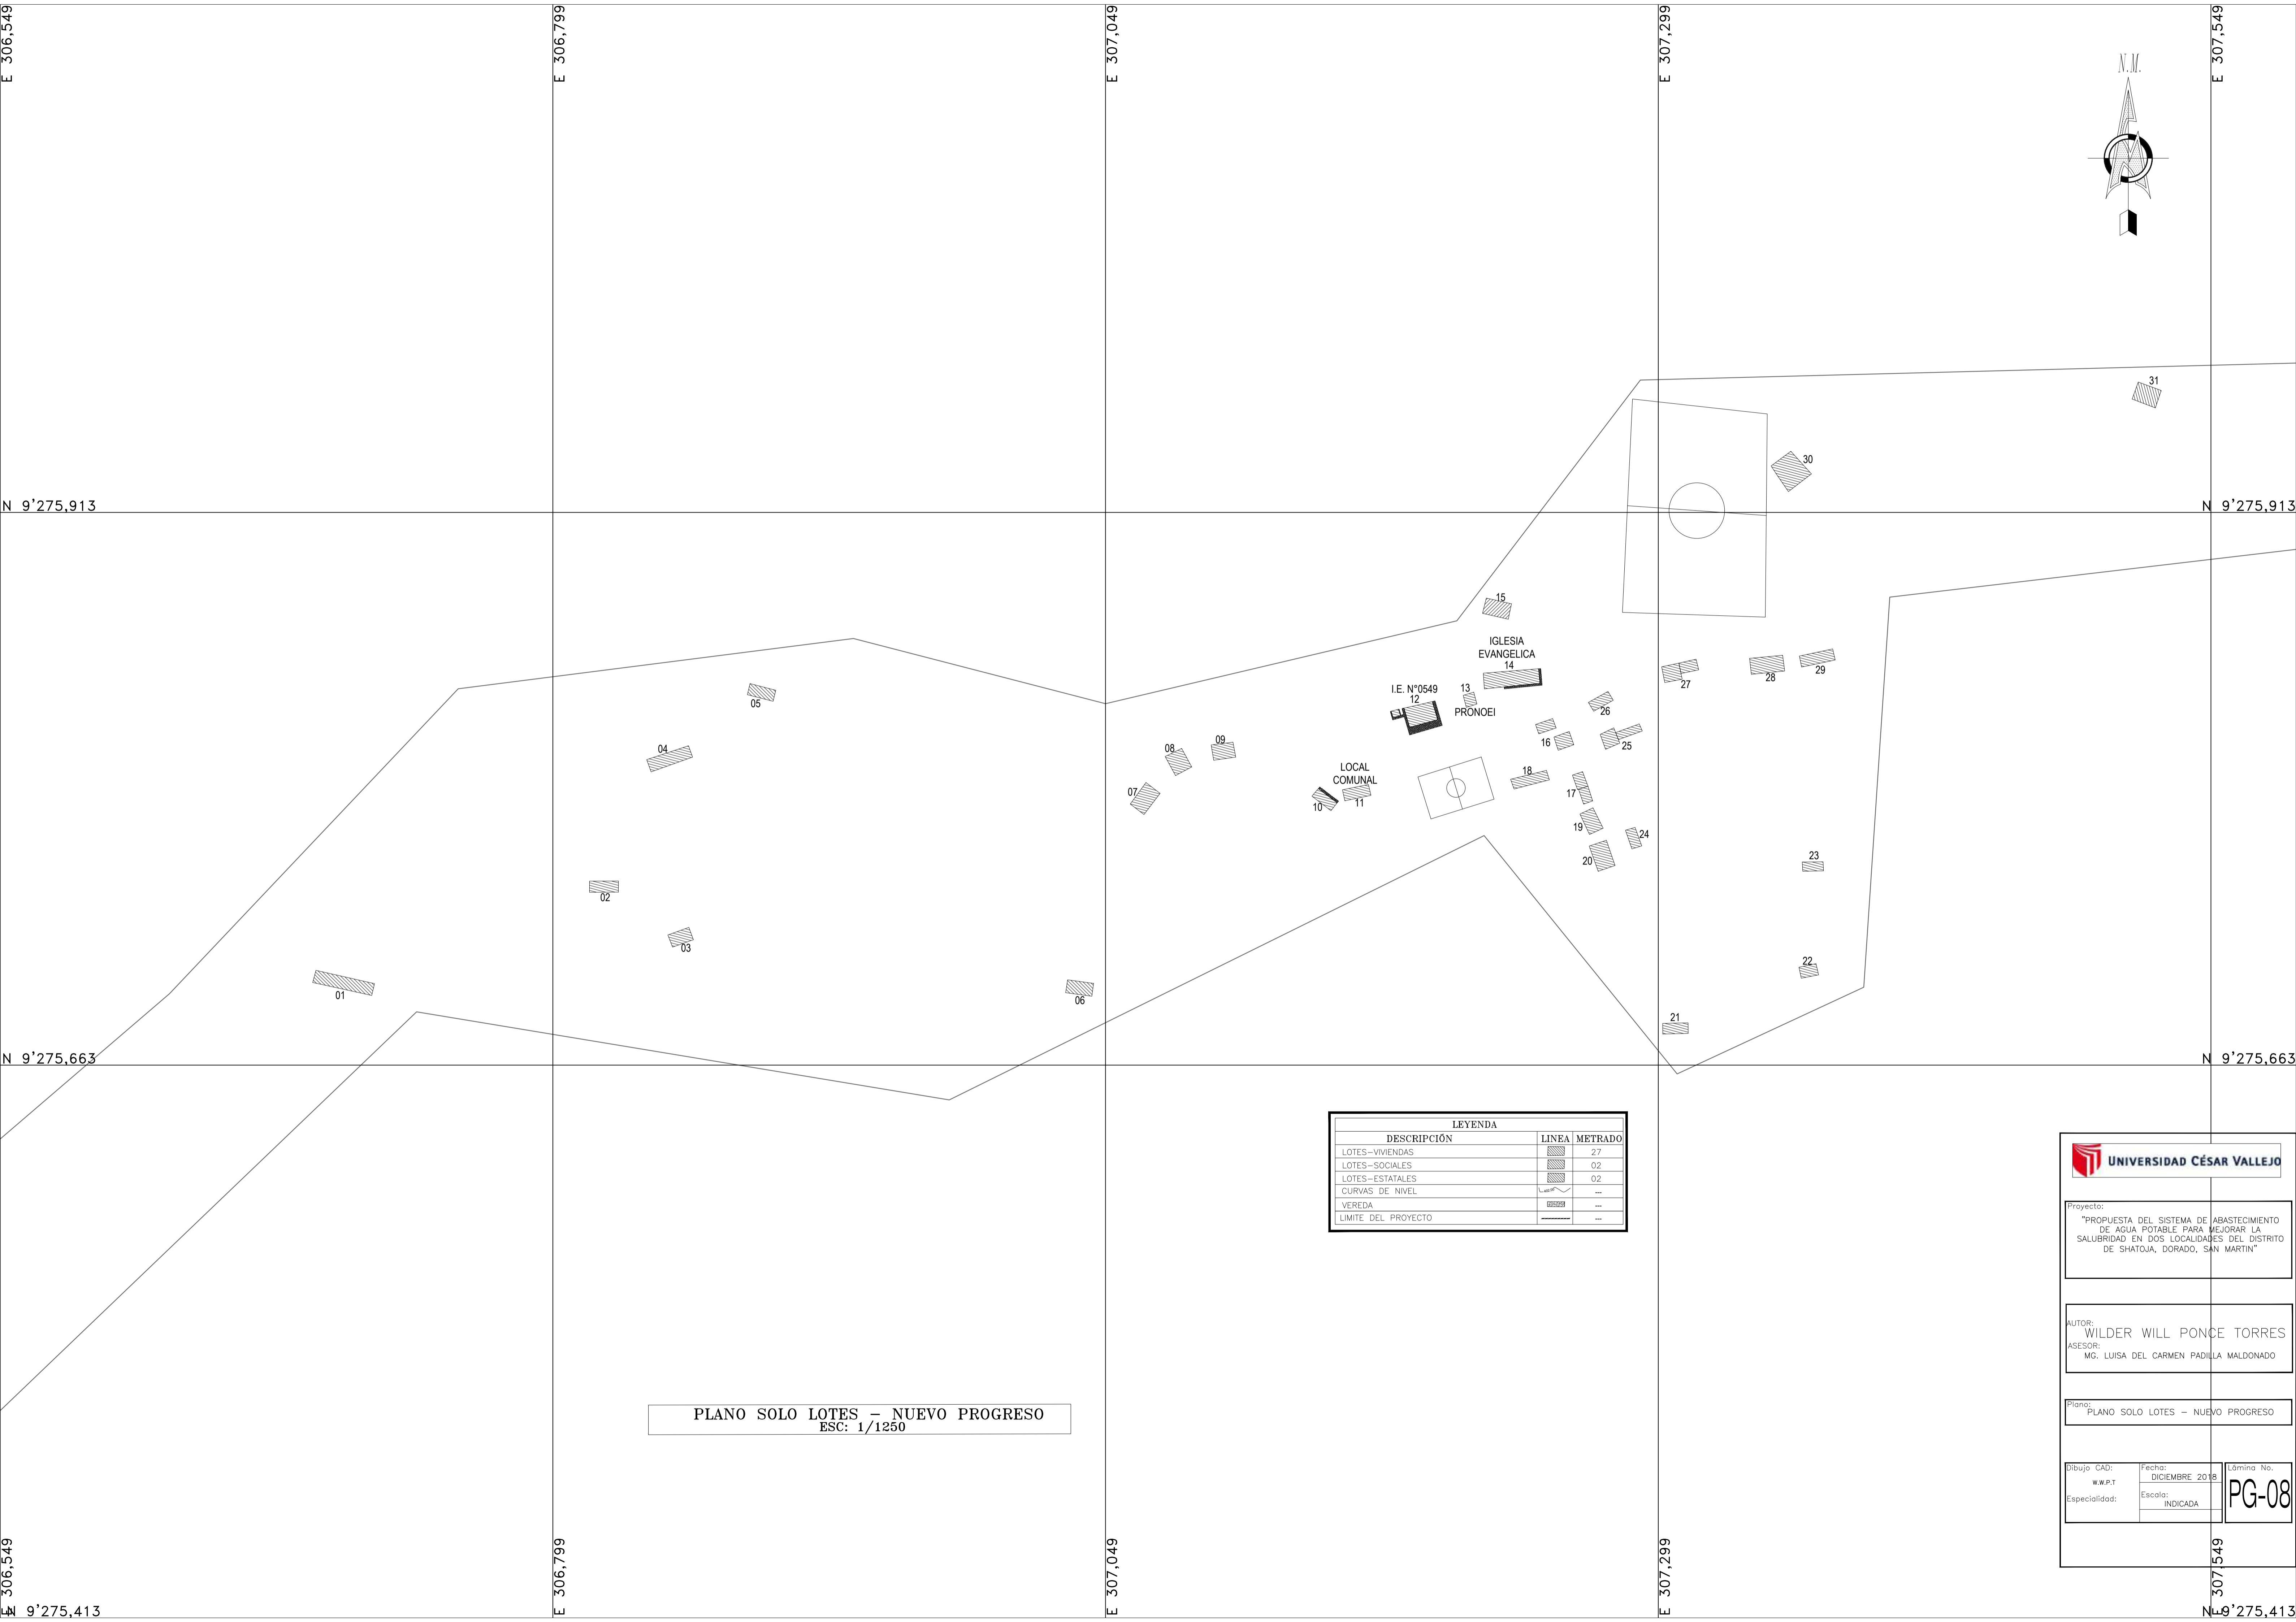 E 306,549
E 306,799
E 307,049
E 307,299
E 307,549
N.M.
31
30
N 9'275,913
N 9'275,913
15
IGLESIA
EVANGELICA
14
I.E. N°0549
12
13
PRONOEI
27
28
29
26
16
25
05
04
08
09
07
LOCAL
COMUNAL
10
11
18
17
19
24
20
23
02
03
01
06
22
21
N 9'275,663
N 9'275,663
LEYENDA
DESCRIPCIÓN LINEA METRADO
LOTES-VIVIENDAS 27
LOTES-SOCIALES 02
LOTES-ESTATALES 02
CURVAS DE NIVEL ---
VEREDA ---
LIMITE DEL PROYECTO ---
PLANO SOLO LOTES - NUEVO PROGRESO
ESC: 1/1250
UNIVERSIDAD CÉSAR VALLEJO
Proyecto:
"PROPUESTA DEL SISTEMA DE ABASTECIMIENTO
DE AGUA POTABLE PARA MEJORAR LA
SALUBRIDAD EN DOS LOCALIDADES DEL DISTRITO
DE SHATOJA, DORADO, SAN MARTIN"
AUTOR:
WILDER WILL PONCE TORRES
ASESOR:
MG. LUISA DEL CARMEN PADILLA MALDONADO
Plano:
PLANO SOLO LOTES - NUEVO PROGRESO
Dibujo CAD:
W.W.P.T
Especialidad:
Fecha:
DICIEMBRE 2018
Escala:
INDICADA
Lámina No.
PG-08
E 306,549
E 306,799
E 307,049
E 307,299
E 307,549
N 9'275,413
N 9'275,413